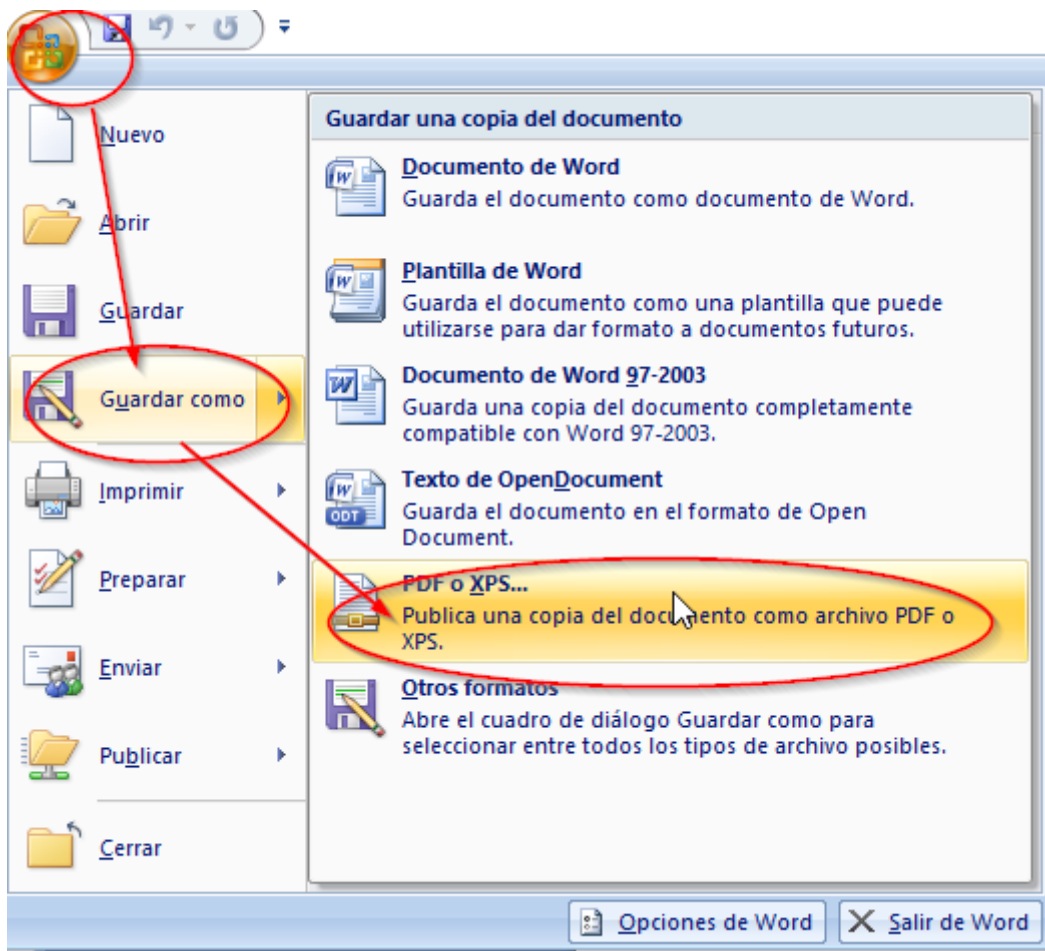 Nuevo
Abrir
Guardar
Guardar como
Imprimir
Preparar
Enviar
Publicar
Cerrar
Guardar una copia del documento
Documento de Word
Guarda el documento como documento de Word.
Plantilla de Word
Guarda el documento como una plantilla que puede
utilizarse para dar formato a documentos futuros.
Documento de Word 97-2003
Guarda una copia del documento completamente
compatible con Word 97-2003.
ODT
Texto de OpenDocument
Guarda el documento en el formato de Open
Document.
PDF o XPS...
Publica una copia del documento como archivo PDF o
XPS.
Otros formatos
Abre el cuadro de diálogo Guardar como para
seleccionar entre todos los tipos de archivo posibles.
Opciones de Word
Salir de Word